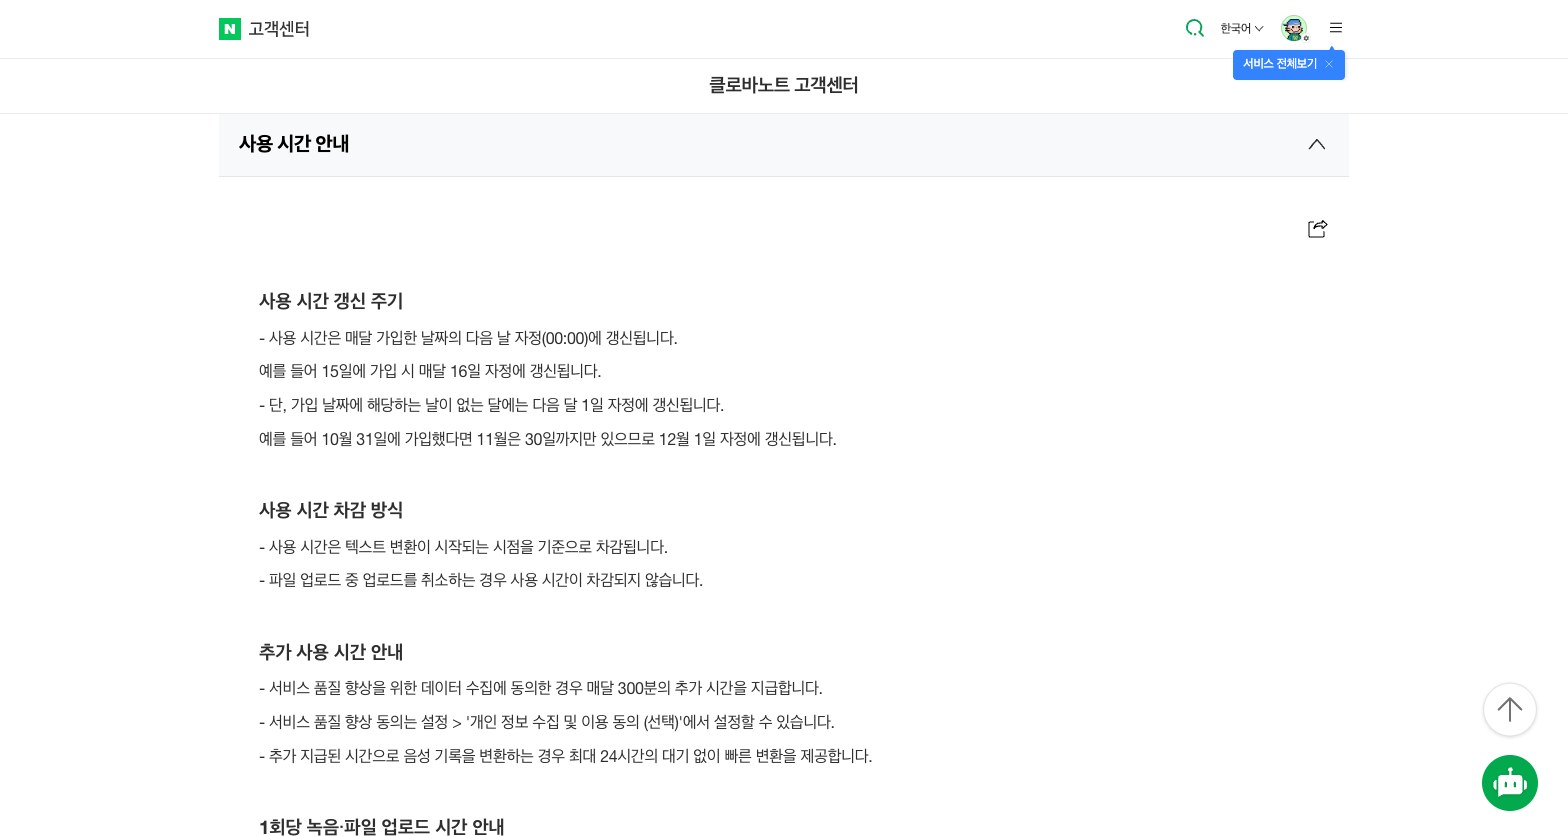 N 고객센터
한국어
서비스 전체보기
클로바노트 고객센터
사용 시간 안내
사용 시간 갱신 주기
- 사용 시간은 매달 가입한 날짜의 다음 날 자정(00:00)에 갱신됩니다.
예를 들어 15일에 가입 시 매달 16일 자정에 갱신됩니다.
- 단, 가입 날짜에 해당하는 날이 없는 달에는 다음 달 1일 자정에 갱신됩니다.
예를 들어 10월 31일에 가입했다면 11월은 30일까지만 있으므로 12월 1일 자정에 갱신됩니다.
사용 시간 차감 방식
- 사용 시간은 텍스트 변환이 시작되는 시점을 기준으로 차감됩니다.
- 파일 업로드 중 업로드를 취소하는 경우 사용 시간이 차감되지 않습니다.
추가 사용 시간 안내
- 서비스 품질 향상을 위한 데이터 수집에 동의한 경우 매달 300분의 추가 시간을 지급합니다.
- 서비스 품질 향상 동의는 설정 > '개인 정보 수집 및 이용 동의 (선택)'에서 설정할 수 있습니다.
- 추가 지급된 시간으로 음성 기록을 변환하는 경우 최대 24시간의 대기 없이 빠른 변환을 제공합니다.
1회당 녹음·파일 업로드 시간 안내